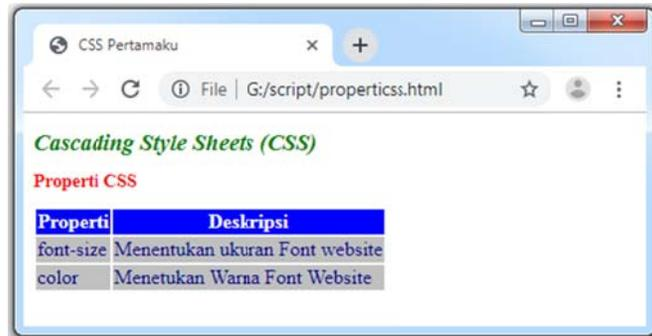 CSS Pertamaku
File | G:/script/properticss.html
Cascading Style Sheets (CSS)
Properti CSS
Properti Deskripsi
font-size Menentukan ukuran Font website
color Menetukan Warna Font Website